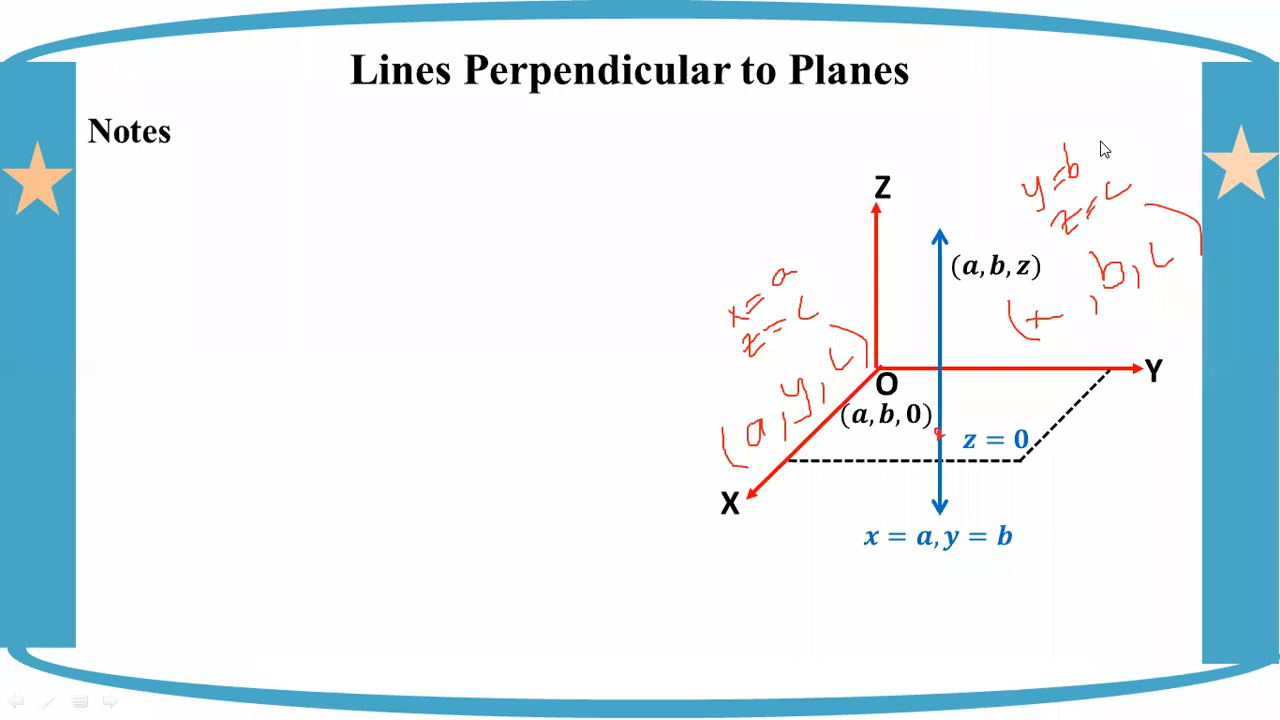 Lines Perpendicular to Planes
Notes
y=b
z=c
Z
(a, b, z)
(x, b, c
x=a
z=c
(a, y, c
O
Y
(a, b, 0)
z = 0
X
x = a, y = b